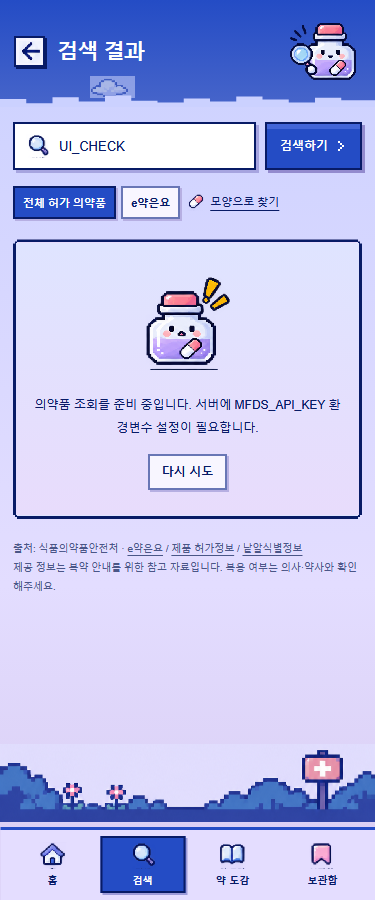 검색 결과
UI_CHECK
검색하기
전체 허가 의약품
e약은요
모양으로 찾기
의약품 조회를 준비 중입니다. 서버에 MFDS_API_KEY 환
경변수 설정이 필요합니다.
다시 시도
출처: 식품의약품안전처 · e약은요 / 제품 허가정보 / 낱알식별정보
제공 정보는 복약 안내를 위한 참고 자료입니다. 복용 여부는 의사·약사와 확인
해주세요.
홈
검색
약 도감
보관함